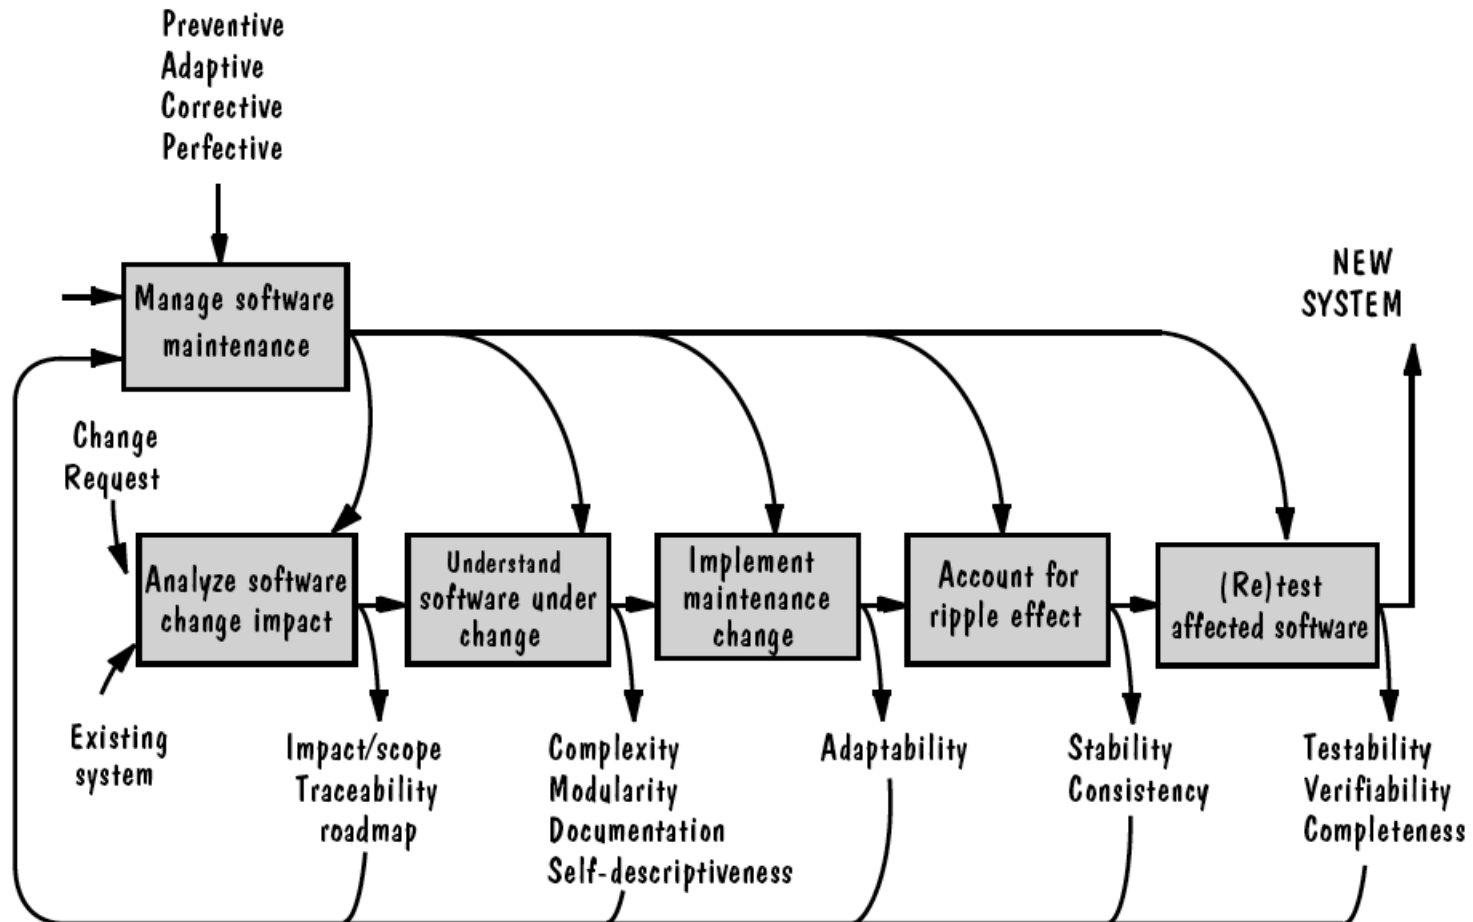 Preventive
Adaptive
Corrective
Perfective
NEW
SYSTEM
Manage software
maintenance
Change
Request
Analyze software
change impact
Understand
software under
change
Implement
maintenance
change
Account for
ripple effect
(Re)test
affected software
Existing
system
Impact/scope
Traceability
roadmap
Complexity
Modularity
Documentation
Self-descriptiveness
Adaptability
Stability
Consistency
Testability
Verifiability
Completeness